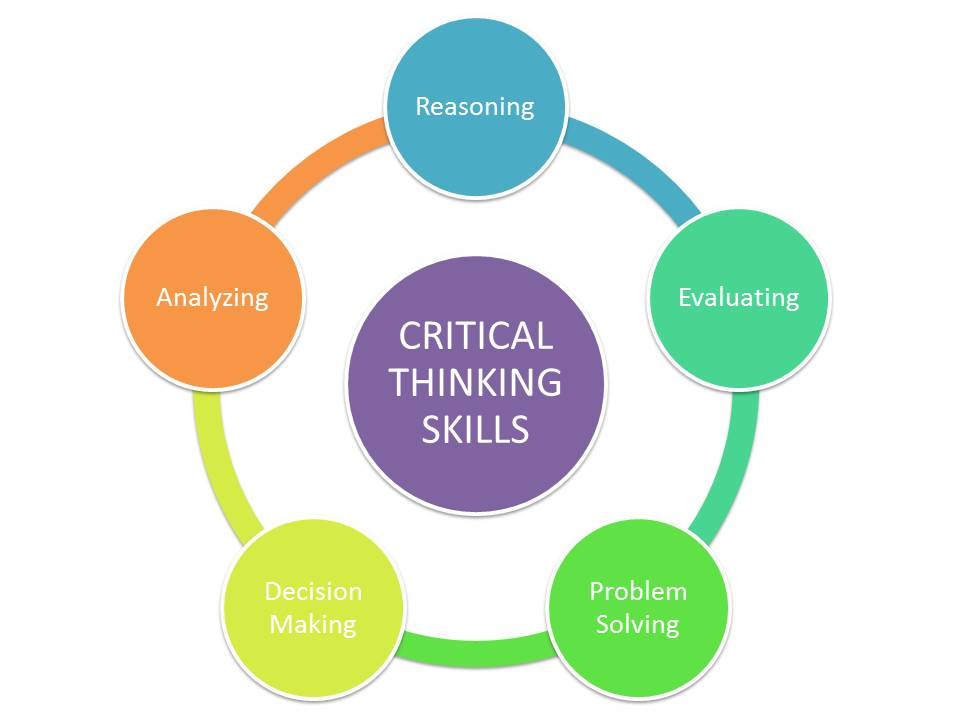 Reasoning
Analyzing
Evaluating
CRITICAL
THINKING
SKILLS
Decision
Making
Problem
Solving